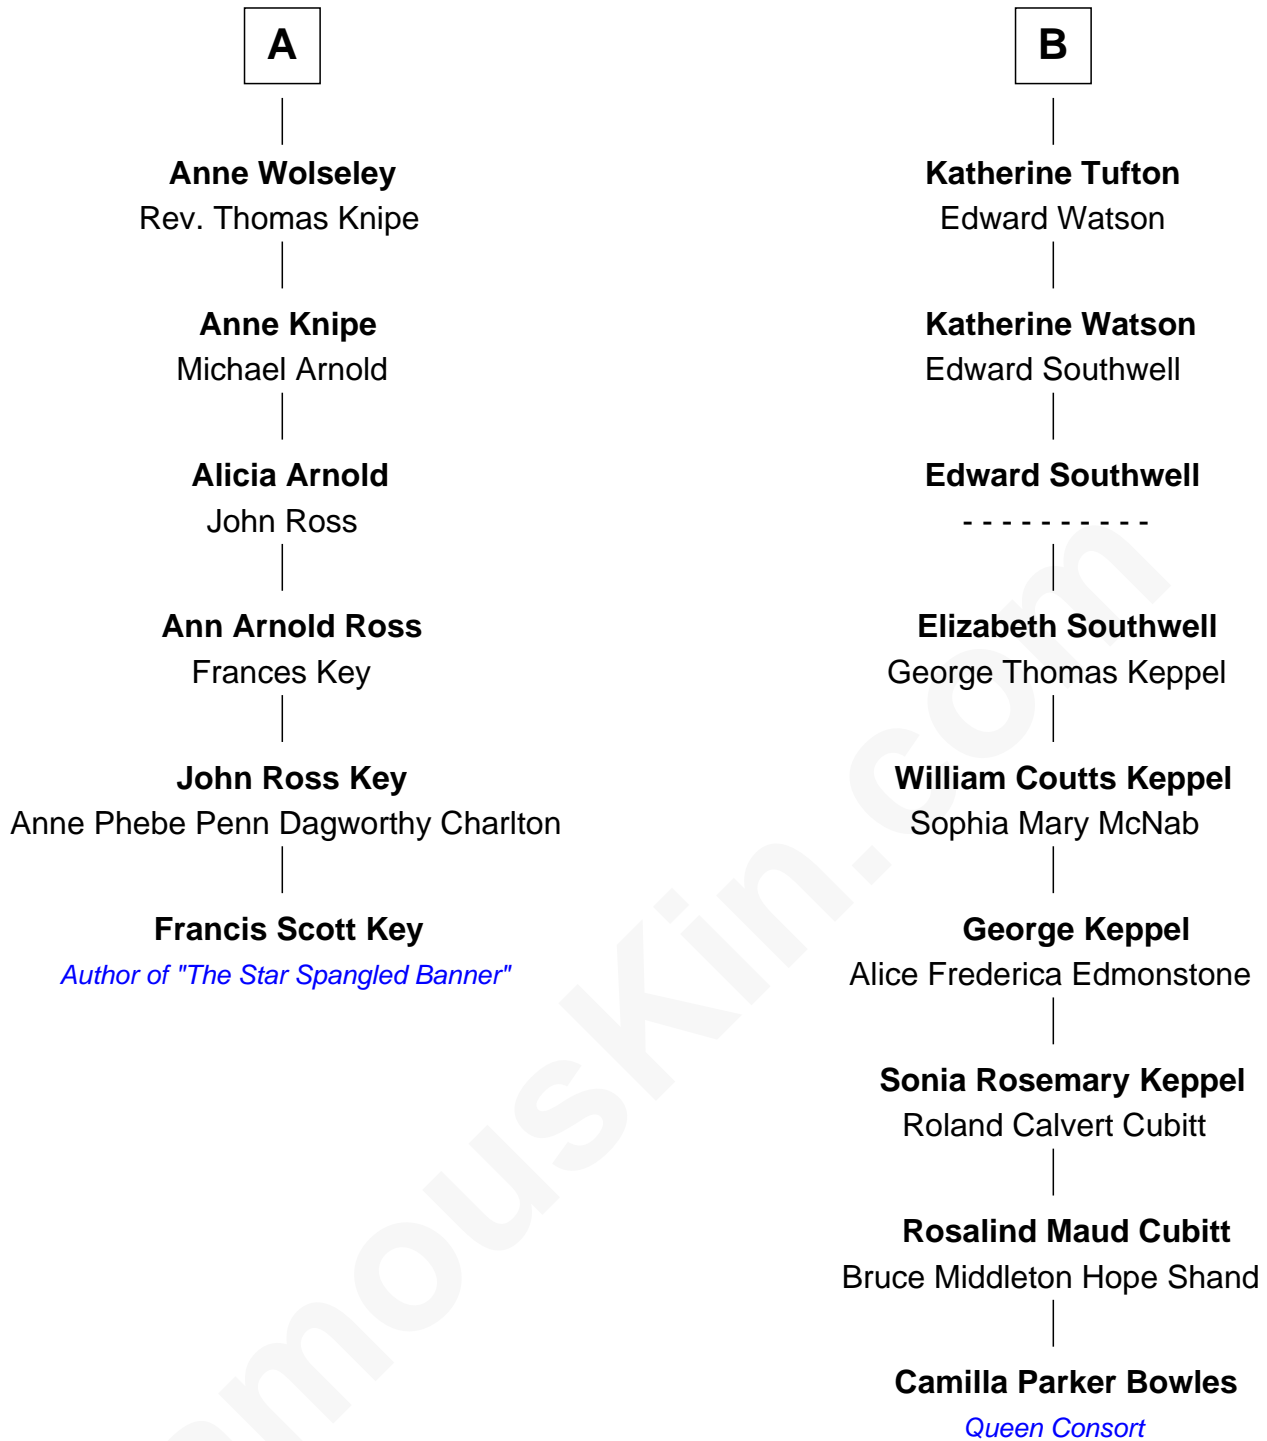 A
Anne Wolseley
Rev. Thomas Knipe
Anne Knipe
Michael Arnold
Alicia Arnold
John Ross
Ann Arnold Ross
Frances Key
John Ross Key
Anne Phebe Penn Dagworthy Charlton
Francis Scott Key
Author of "The Star Spangled Banner"
B
Katherine Tufton
Edward Watson
Katherine Watson
Edward Southwell
Edward Southwell
- - - - - - - - - -
Elizabeth Southwell
George Thomas Keppel
William Coutts Keppel
Sophia Mary McNab
George Keppel
Alice Frederica Edmonstone
Sonia Rosemary Keppel
Roland Calvert Cubitt
Rosalind Maud Cubitt
Bruce Middleton Hope Shand
Camilla Parker Bowles
Queen Consort
amouskin.com